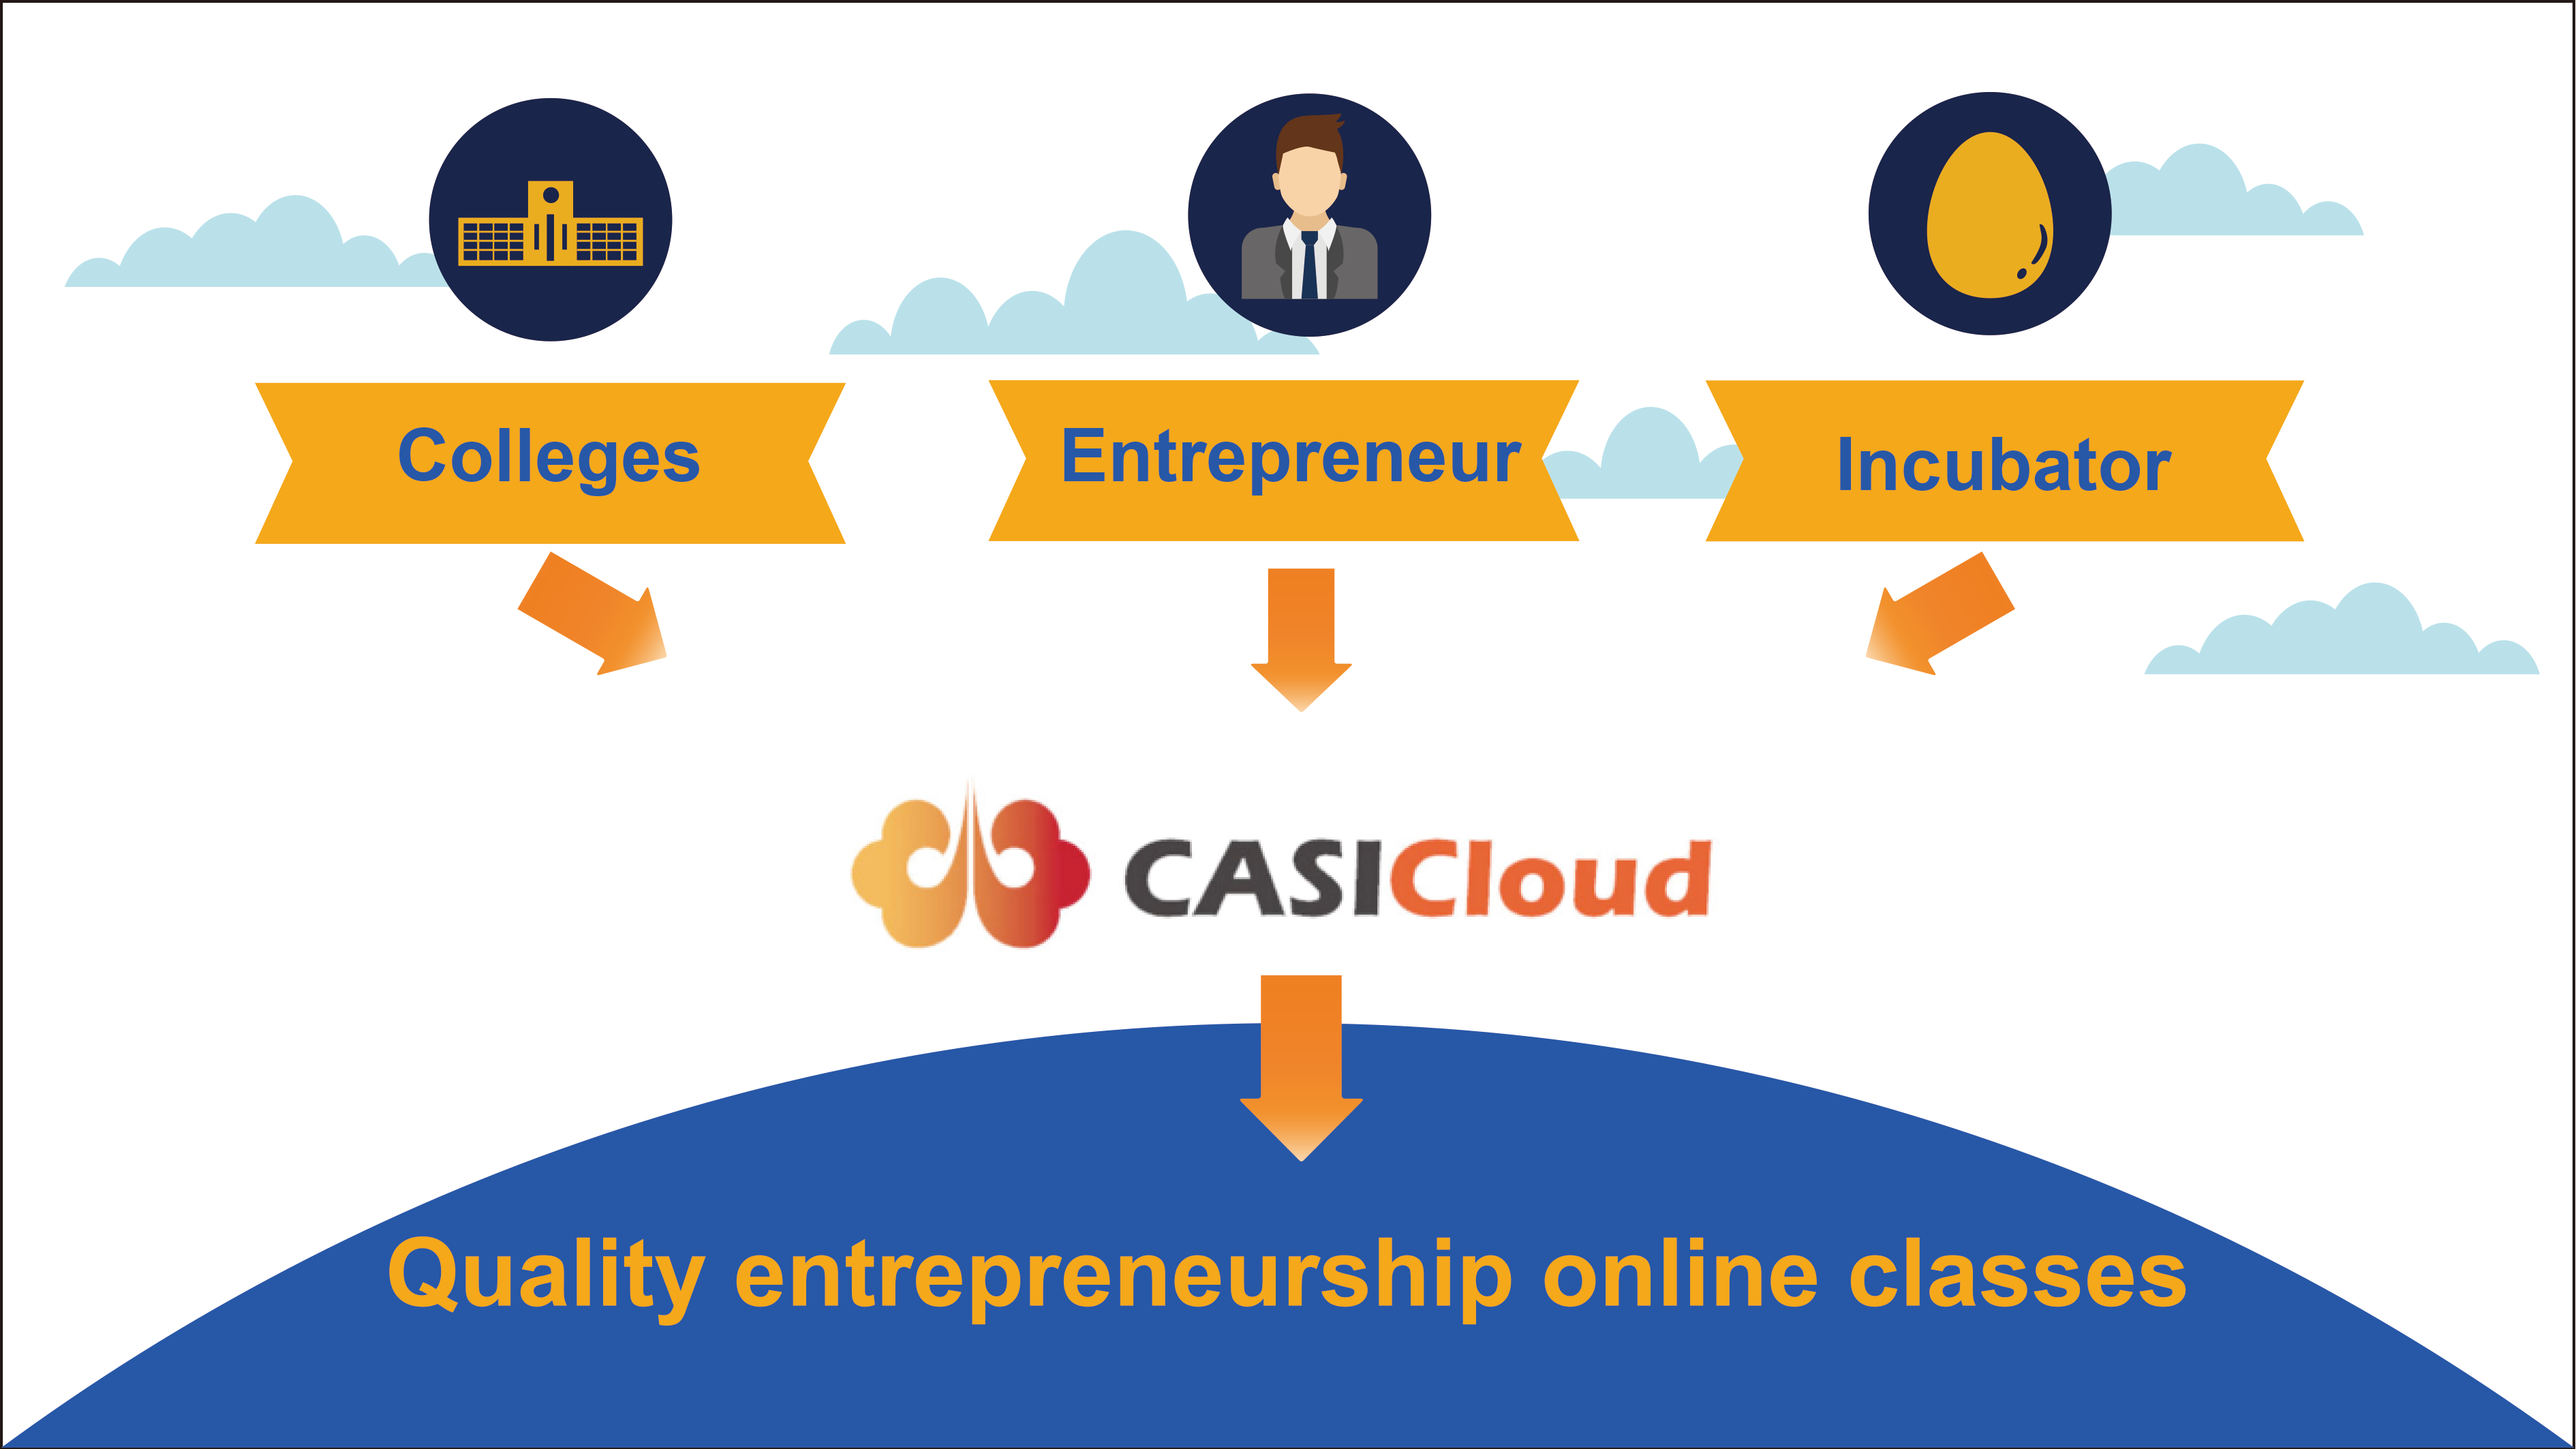 Colleges
Entrepreneur
Incubator
CASICloud
Quality entrepreneurship online classes